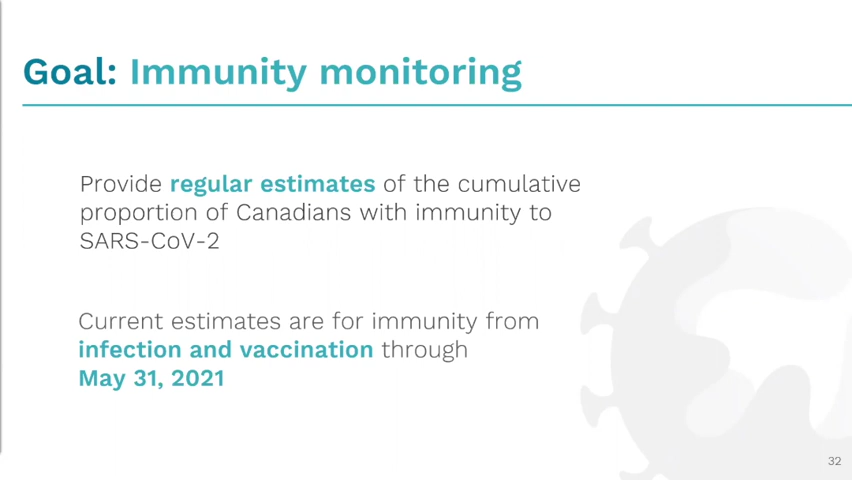 Goal: Immunity monitoring
Provide regular estimates of the cumulative
proportion of Canadians with immunity to
SARS-CoV-2
Current estimates are for immunity from
infection and vaccination through
May 31, 2021
32